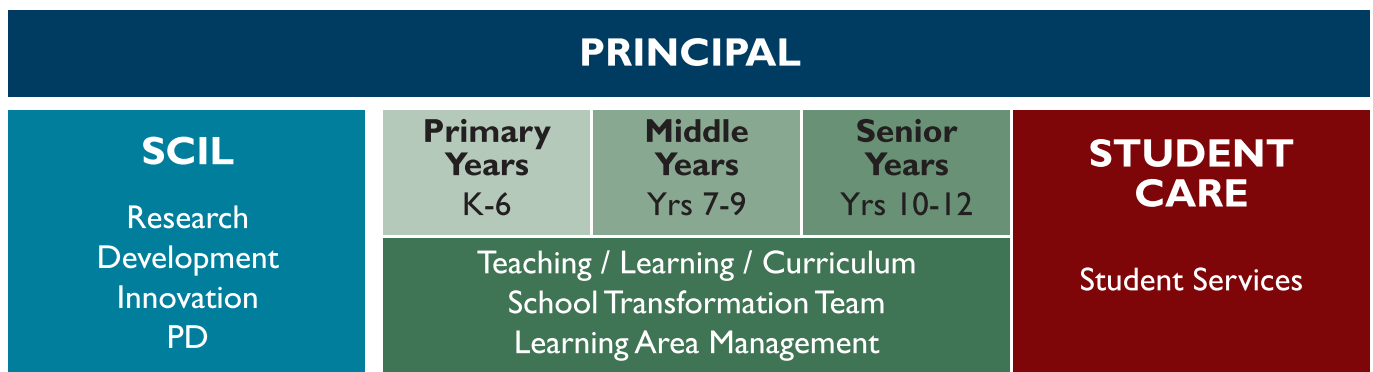 PRINCIPAL
SCIL
Research
Development
Innovation
PD
Primary
Years
K-6
Middle
Years
Yrs 7-9
Senior
Years
Yrs 10-12
Teaching / Learning / Curriculum
School Transformation Team
Learning Area Management
STUDENT
CARE
Student Services